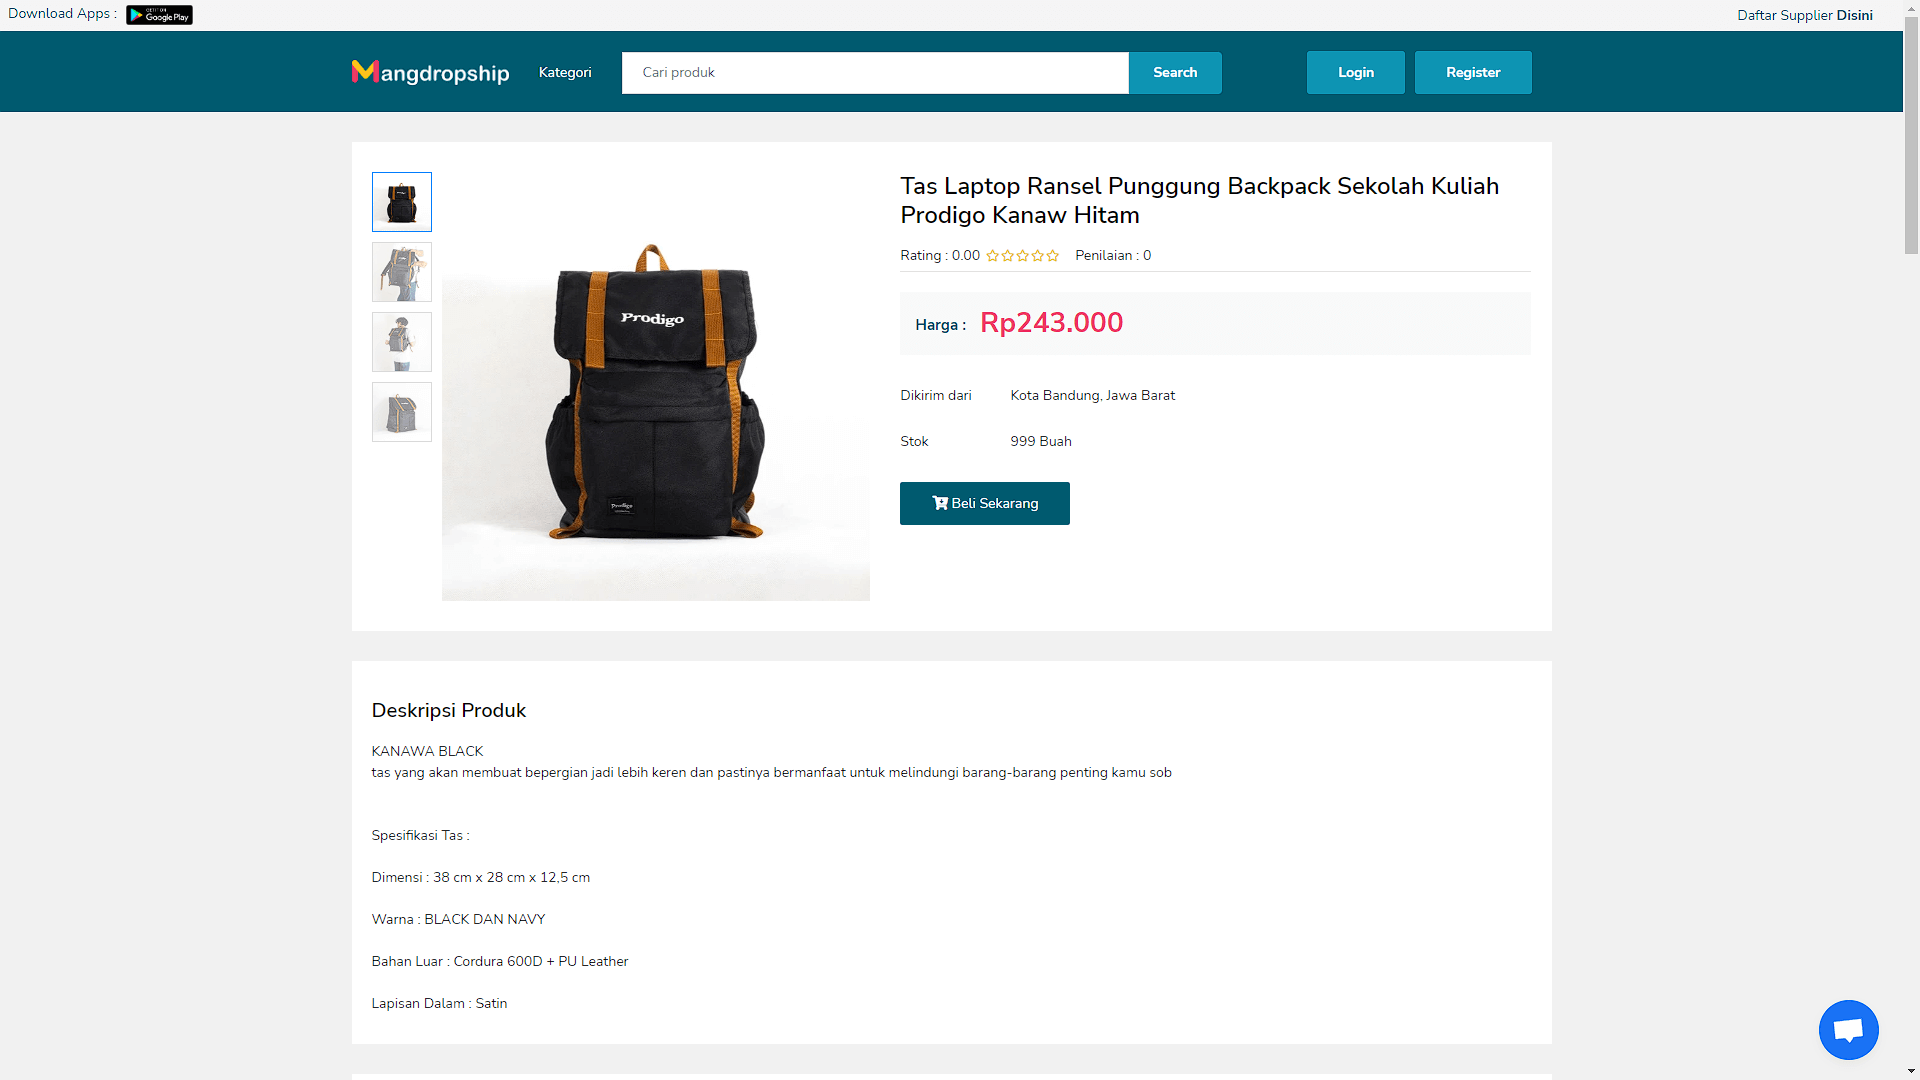 Download Apps :
GET IT ON
Google Play
Daftar Supplier Disini
Mangdropship
Kategori
Cari produk
Search
Login
Register
Tas Laptop Ransel Punggung Backpack Sekolah Kuliah
Prodigo Kanaw Hitam
Rating : 0.00
Penilaian : 0
Harga :
Rp243.000
Dikirim dari
Kota Bandung, Jawa Barat
Stok
999 Buah
Beli Sekarang
Prodigo
Prodigo
Deskripsi Produk
KANAWA BLACK
tas yang akan membuat bepergian jadi lebih keren dan pastinya bermanfaat untuk melindungi barang-barang penting kamu sob
Spesifikasi Tas :
Dimensi : 38 cm x 28 cm x 12,5 cm
Warna : BLACK DAN NAVY
Bahan Luar : Cordura 600D + PU Leather
Lapisan Dalam : Satin